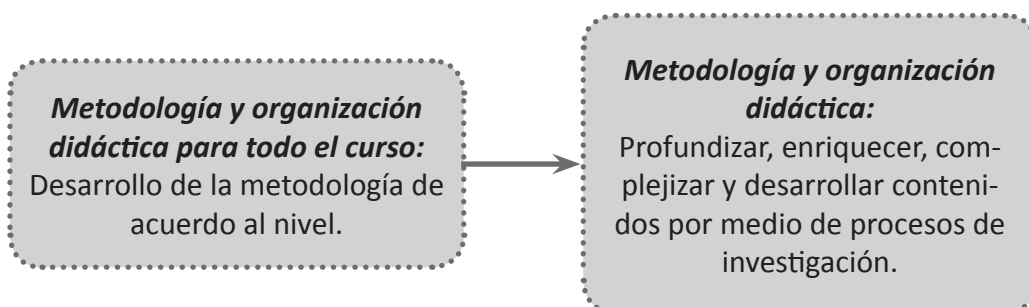 Metodología y organización
didáctica para todo el curso:
Desarrollo de la metodología de
acuerdo al nivel.
Metodología y organización
didáctica:
Profundizar, enriquecer, com-
plejizar y desarrollar conteni-
dos por medio de procesos de
investigación.